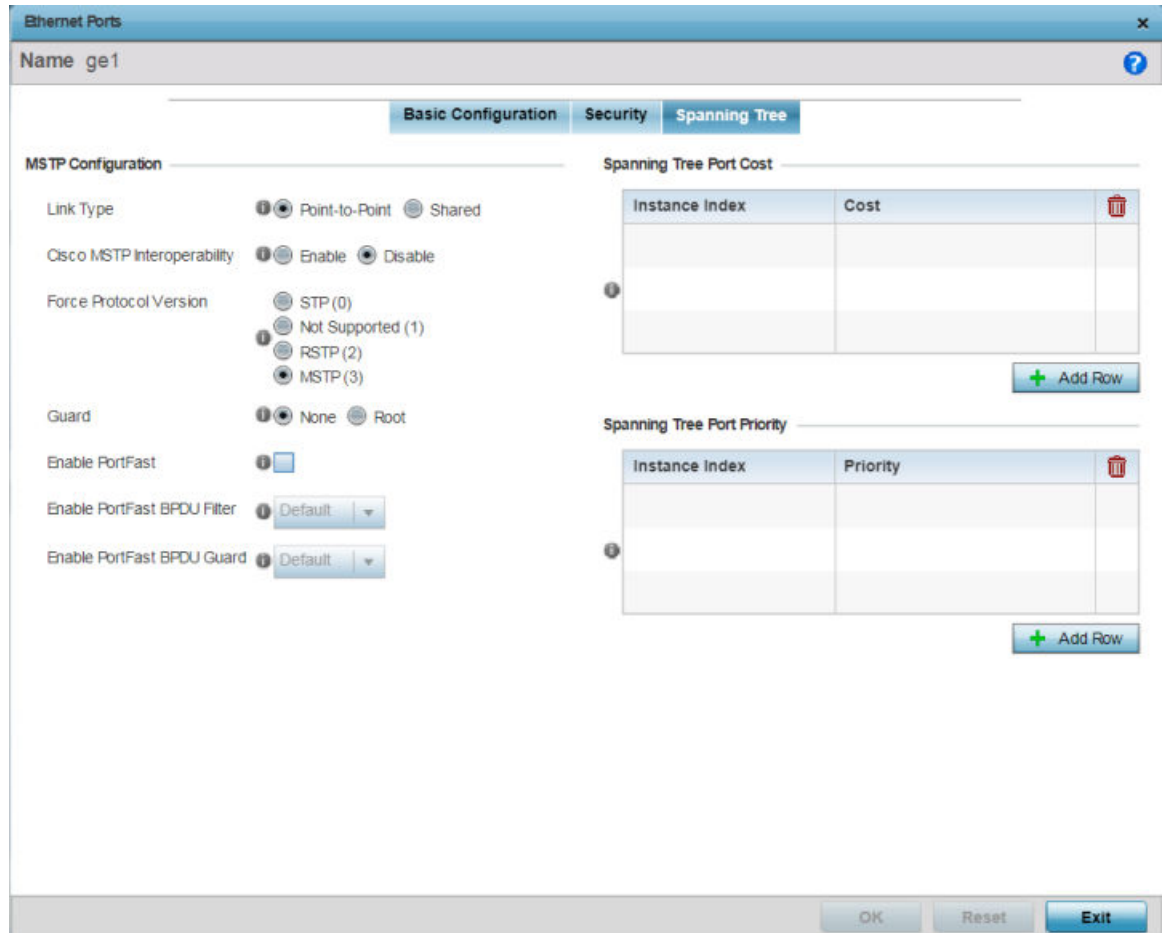 Ethernet Ports
Name ge1
Basic Configuration Security Spanning Tree
MSTP Configuration
Link Type Point-to-Point Shared
Cisco MSTP Interoperability Enable Disable
Force Protocol Version STP (0)
Not Supported (1)
RSTP (2)
MSTP (3)
Guard None Root
Enable PortFast
Enable PortFast BPDU Filter Default
Enable PortFast BPDU Guard Default
Spanning Tree Port Cost
Instance Index Cost
Add Row
Spanning Tree Port Priority
Instance Index Priority
Add Row
OK Reset Exit